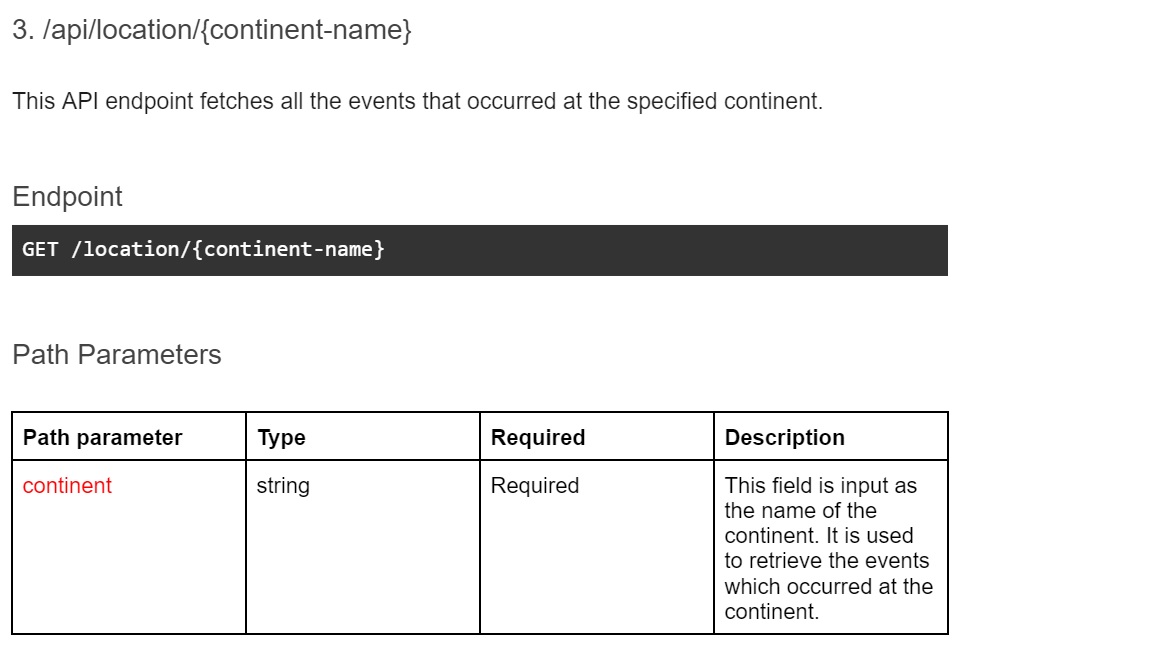 3. /api/location/{continent-name}
This API endpoint fetches all the events that occurred at the specified continent.
Endpoint
GET /location/{continent-name}
Path Parameters
Path parameter Type Required Description
continent string Required This field is input as
the name of the
continent. It is used
to retrieve the events
which occurred at the
continent.